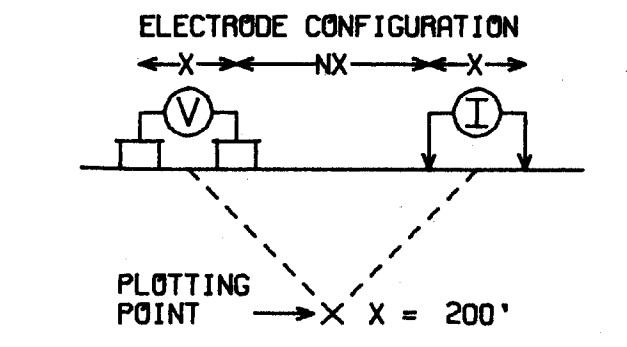 ELECTRODE CONFIGURATION
X NX X
V I
PLOTTING
POINT X X = 200'